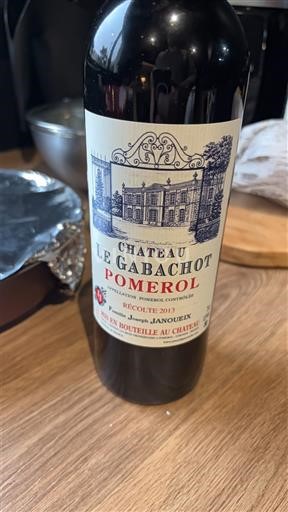 CHATEAU
LE GABACHOT
POMEROL
APPELLATION POMEROL CONTRÔLÉE
RÉCOLTE 2013
Famille Joseph JANOUEIX
MIS EN BOUTEILLE AU CHATEAU